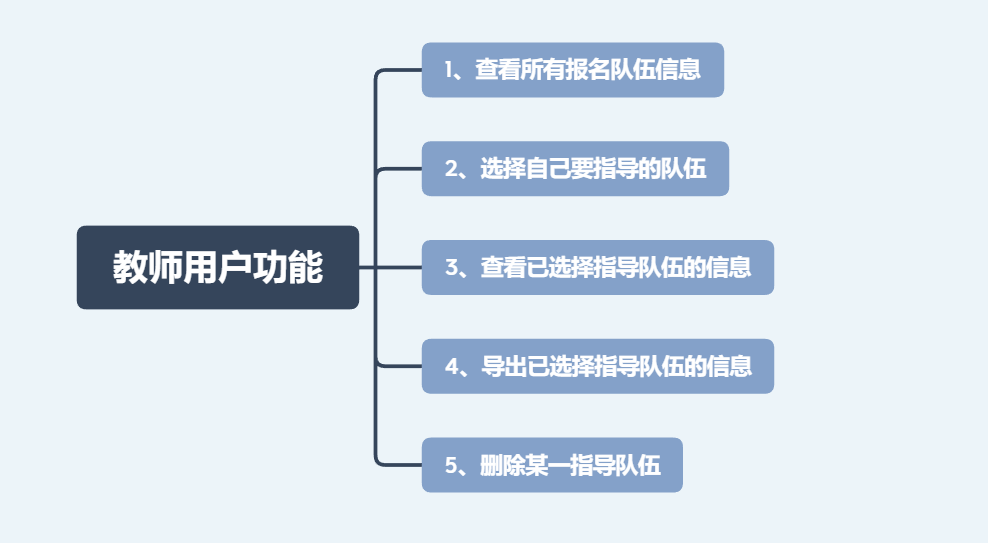 教师用户功能
1、查看所有报名队伍信息
2、选择自己要指导的队伍
3、查看已选择指导队伍的信息
4、导出已选择指导队伍的信息
5、删除某一指导队伍